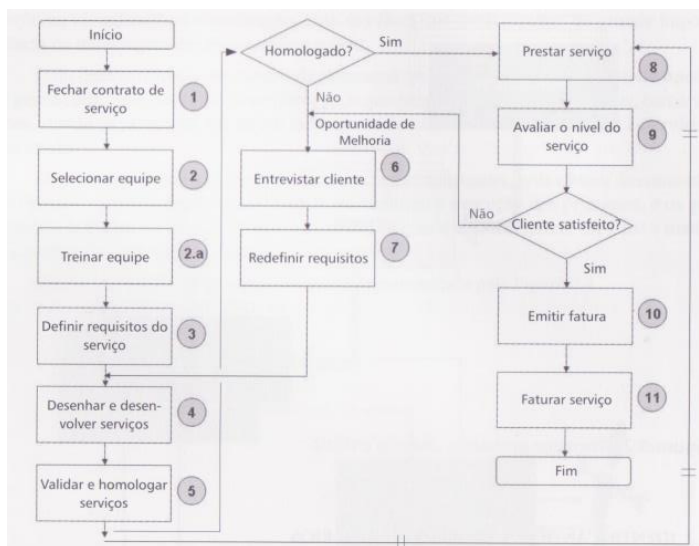 Início
Fechar contrato de
serviço
1
Selecionar equipe
2
Treinar equipe
2.a
Definir requisitos do
serviço
3
Desenhar e desen-
volver serviços
4
Validar e homologar
serviços
5
Homologado?
Sim
Não
Oportunidade de
Melhoria
Entrevistar cliente
6
Redefinir requisitos
7
Prestar serviço
8
Avaliar o nível do
serviço
9
Cliente satisfeito?
Não
Sim
Emitir fatura
10
Faturar serviço
11
Fim